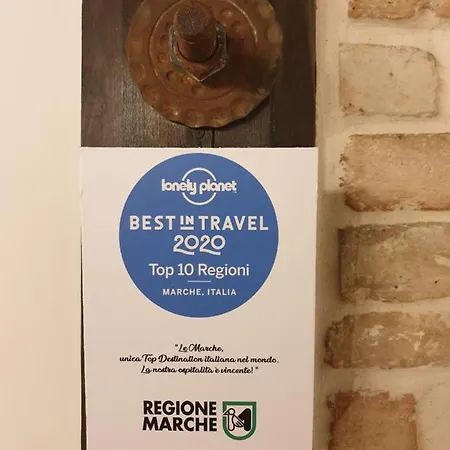 lonely planet
BEST IN TRAVEL
2020
Top 10 Regioni
MARCHE, ITALIA
"Le Marche,
unica Top Destination italiana nel mondo.
La nostra ospitalità è vincente!"
REGIONE
MARCHE